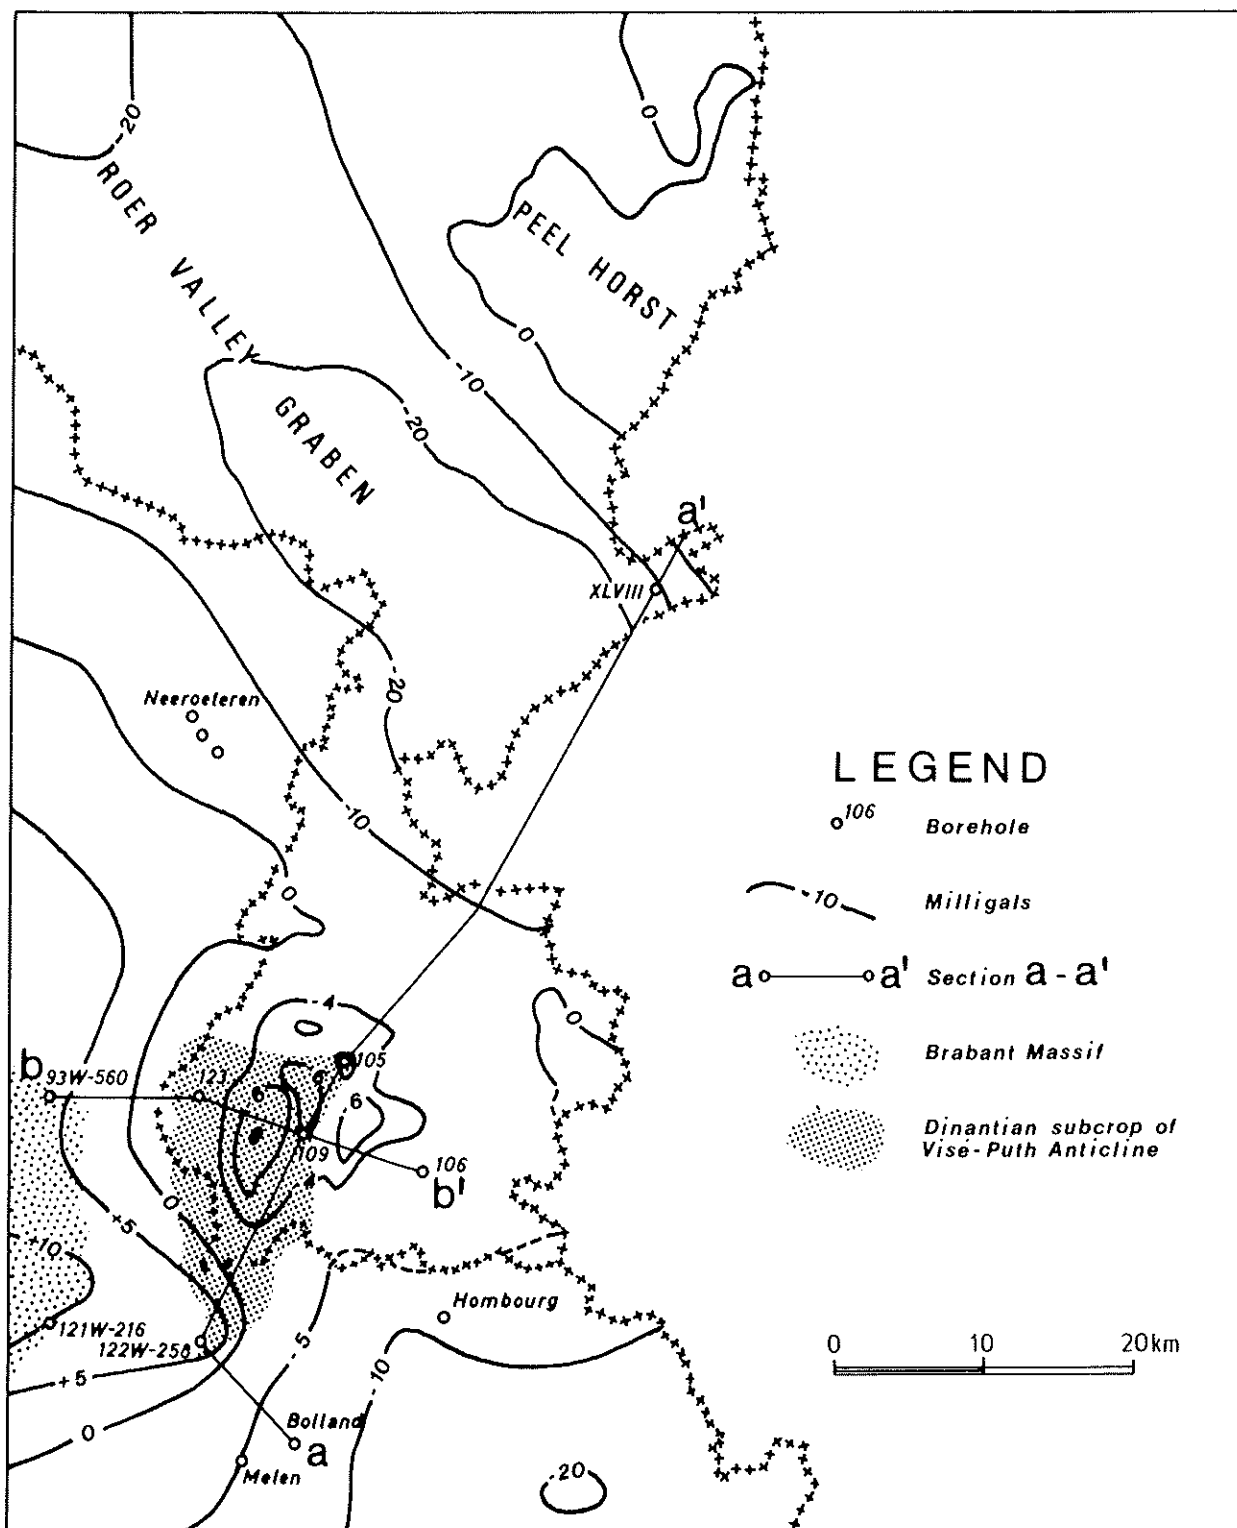 -20
0
ROER VALLEY
GRABEN
PEEL HORST
0
-10
-20
a'
XLVIII
Neeroeteren
-20
-10
0
LEGEND
106
Borehole
-10
Milligals
a a' Section a - a'
Brabant Massif
Dinantian subcrop of
Visé-Puth Anticline
-4
0
b
93W-560
123
105
6
6
6
109
106
b'
4
0
+5
+10
121W-216
122W-258
Hombourg
0 10 20km
-5
-10
+5
0
Bolland
a
Melen
-20